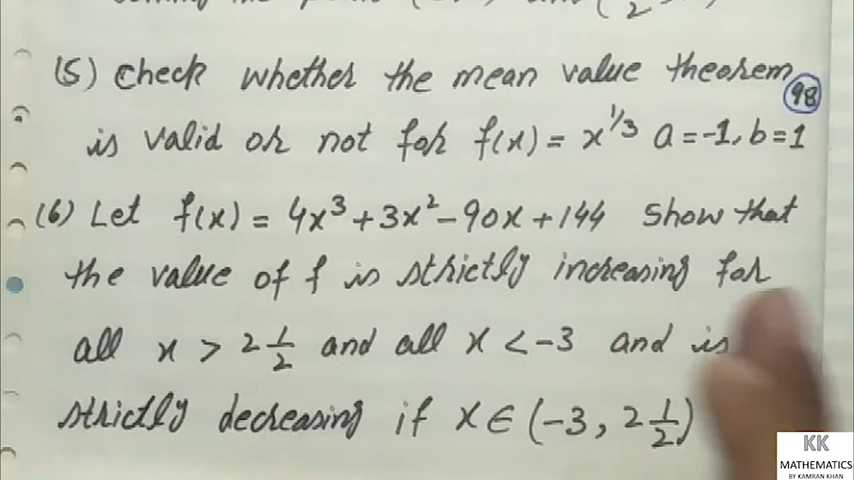 (5) Check whether the mean value theorem
98
is valid or not for f(x) = x^1/3 a = -1, b = 1
(6) Let f(x) = 4x³ + 3x² - 90x + 144 Show that
the value of f is strictly increasing for
all x > 2 1/2 and all x < -3 and is
strictly decreasing if x ∈ (-3, 2 1/2)
KK
MATHEMATICS
BY KAMRAN KHAN